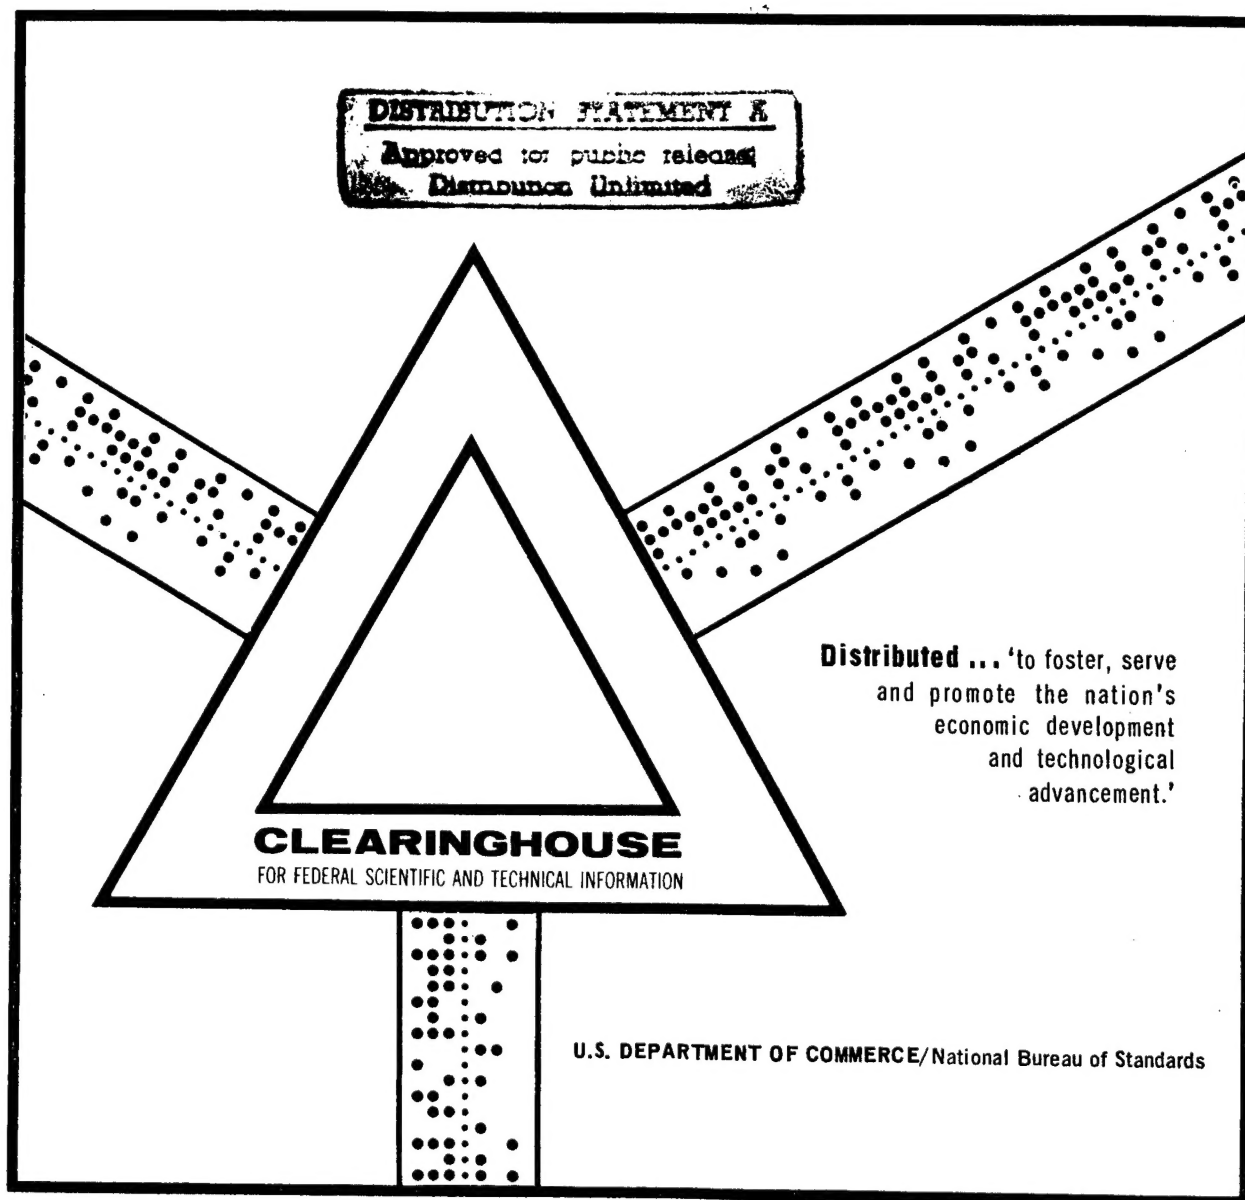 DISTRIBUTION STATEMENT A
Approved for public release;
Distribution Unlimited
Distributed ... 'to foster, serve
and promote the nation's
economic development
and technological
advancement.'
CLEARINGHOUSE
FOR FEDERAL SCIENTIFIC AND TECHNICAL INFORMATION
U.S. DEPARTMENT OF COMMERCE/National Bureau of Standards